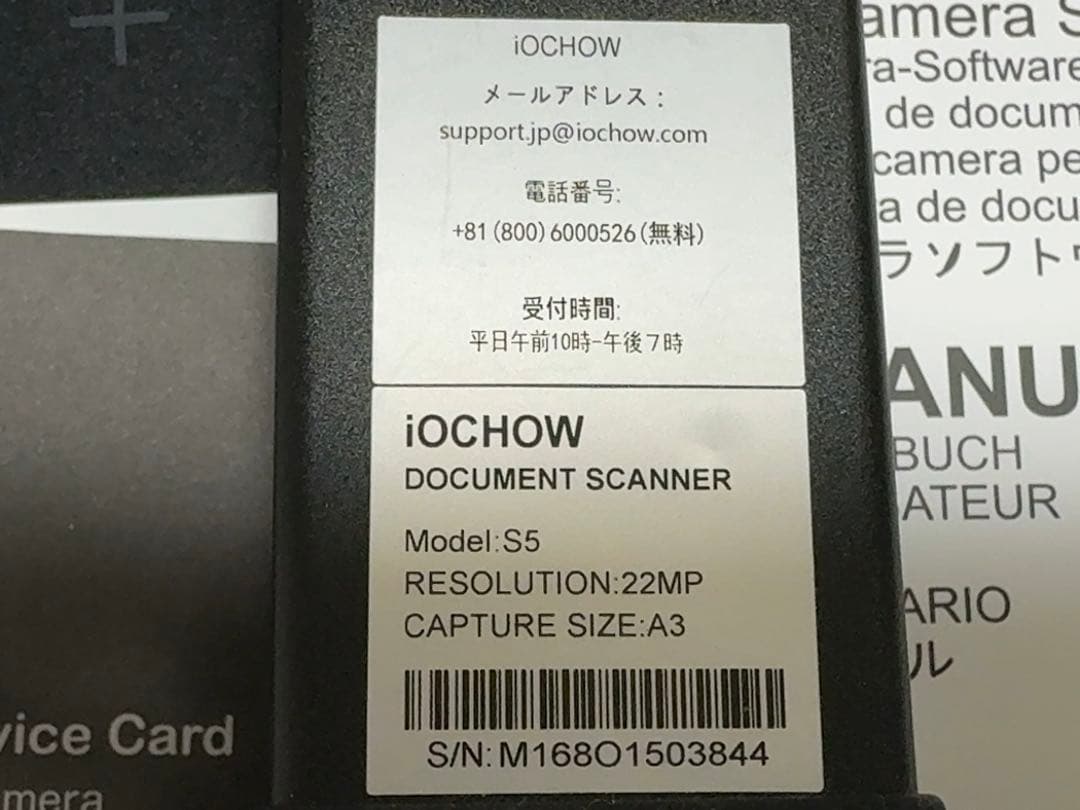 iOCHOW
メールアドレス：
support.jp@iochow.com
電話番号:
+81(800)6000526(無料)
受付時間:
平日午前10時-午後7時
iOCHOW
DOCUMENT SCANNER
Model:S5
RESOLUTION:22MP
CAPTURE SIZE:A3
S/N:M168O1503844
vice Card
mera
amera S
ra-Software
de docum
camera pe
a de docu
ラソフトウ
ANU
BUCH
ATEUR
ARIO
ル